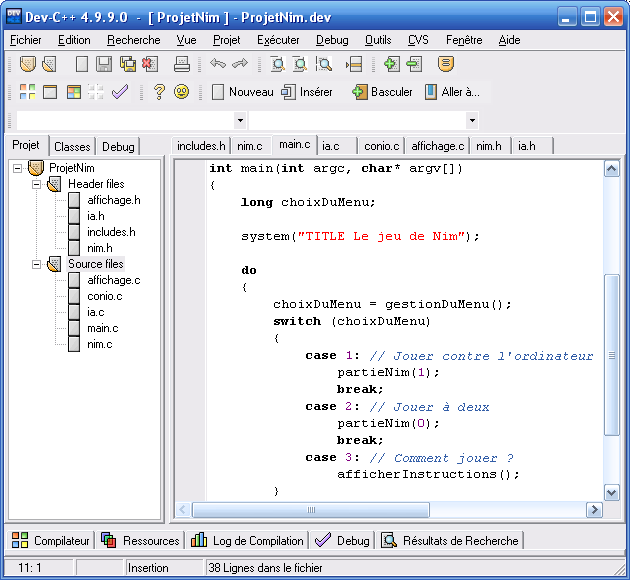 Dev-C++ 4.9.9.0 - [ ProjetNim ] - ProjetNim.dev
Fichier Edition Recherche Vue Projet Exécuter Debug Outils CVS Fenêtre Aide
Nouveau Insérer Basculer Aller à...
Projet Classes Debug
includes.h nim.c main.c ia.c conio.c affichage.c nim.h ia.h
ProjetNim
Header files
affichage.h
ia.h
includes.h
nim.h
Source files
affichage.c
conio.c
ia.c
main.c
nim.c
int main(int argc, char* argv[])
{
long choixDuMenu;
system("TITLE Le jeu de Nim");
do
{
choixDuMenu = gestionDuMenu();
switch (choixDuMenu)
{
case 1: // Jouer contre l'ordinateur
partieNim(1);
break;
case 2: // Jouer à deux
partieNim(0);
break;
case 3: // Comment jouer ?
afficherInstructions();
}
Compilateur Ressources Log de Compilation Debug Résultats de Recherche
11: 1 Insertion 38 Lignes dans le fichier